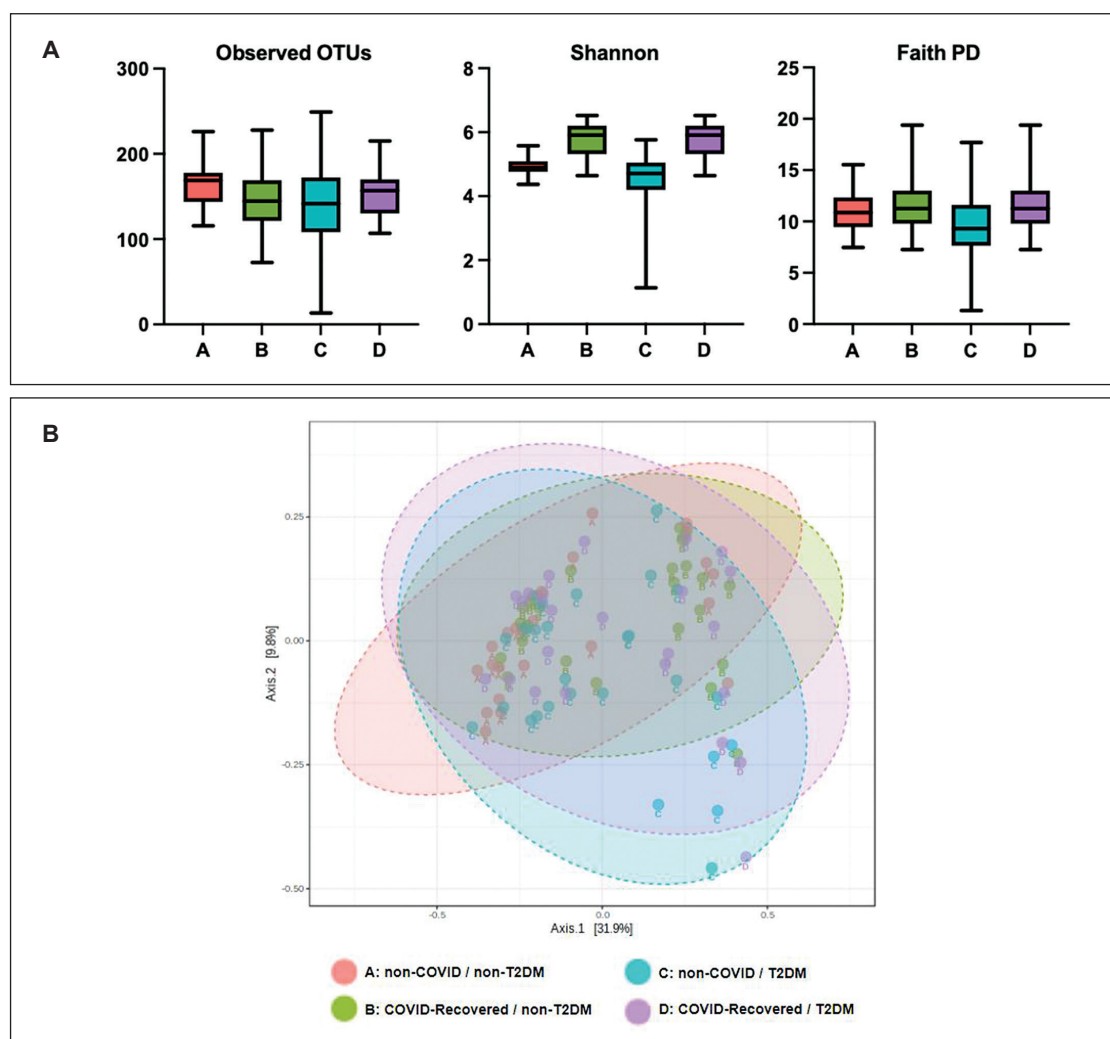 A
Observed OTUs
300
200
100
0
A B C D
Shannon
8
6
4
2
0
A B C D
Faith PD
25
20
15
10
5
0
A B C D
B
Axis.2 [9.8%]
0.25
0.00
-0.25
-0.50
-0.5 0.0 0.5
Axis.1 [31.9%]
A: non-COVID / non-T2DM
C: non-COVID / T2DM
B: COVID-Recovered / non-T2DM
D: COVID-Recovered / T2DM